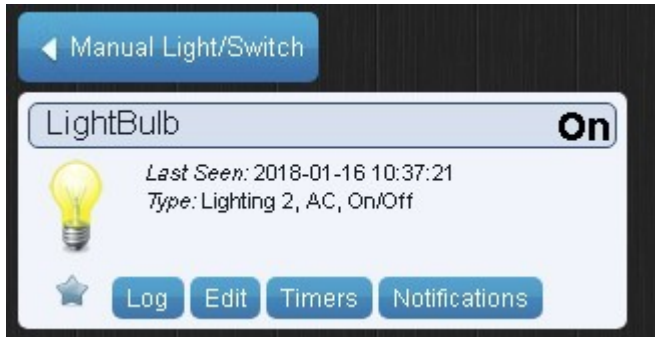 Manual Light/Switch
LightBulb On
Last Seen: 2018-01-16 10:37:21
Type: Lighting 2, AC, On/Off
Log Edit Timers Notifications